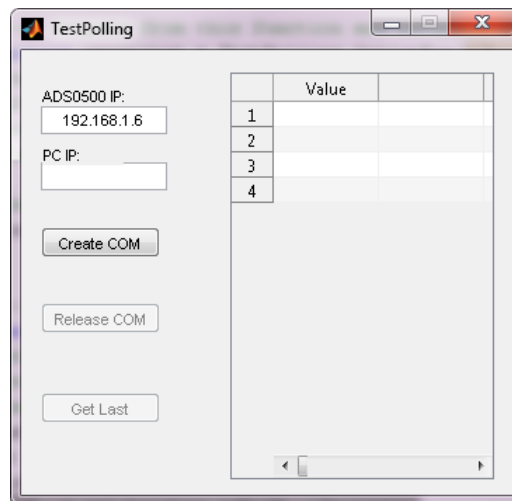 TestPolling
ADS0500 IP:
192.168.1.6
PC IP:
Create COM
Release COM
Get Last
Value
1
2
3
4